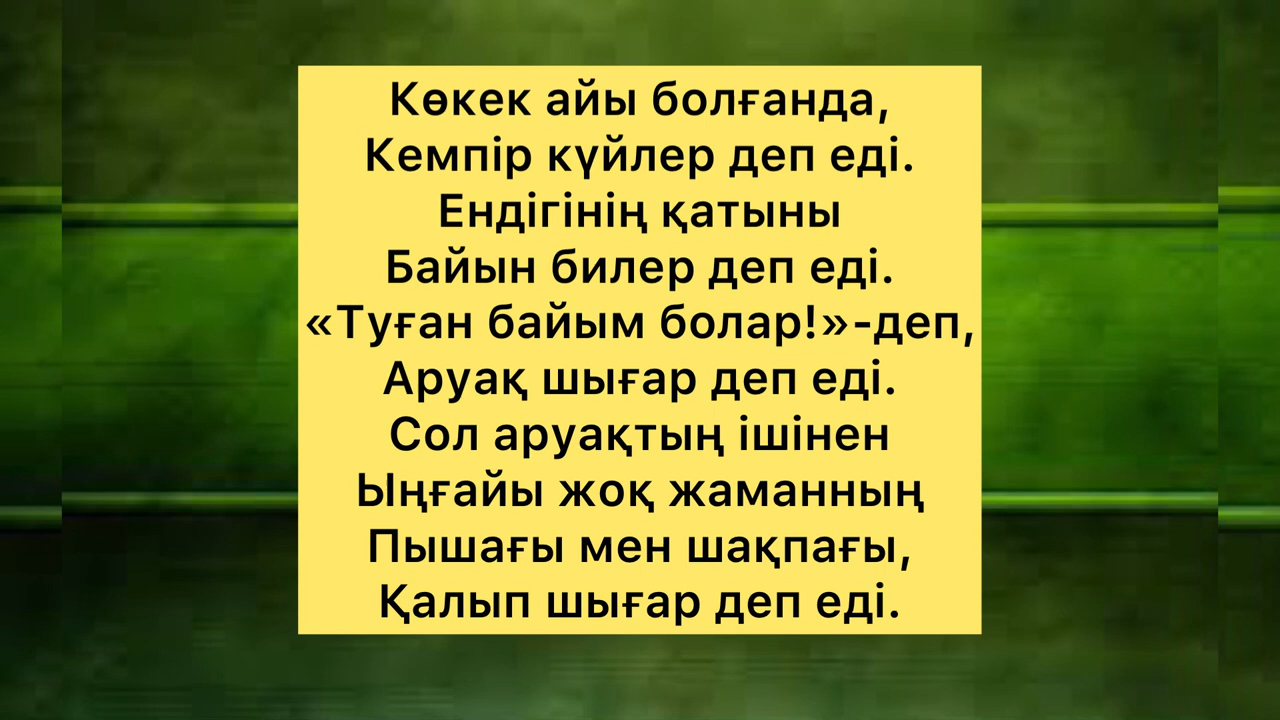 Көкек айы болғанда,
Кемпір күйлер деп еді.
Ендігінің қатыны
Байын билер деп еді.
«Туған байым болар!»-деп,
Аруақ шығар деп еді.
Сол аруақтың ішінен
Ыңғайы жоқ жаманның
Пышағы мен шақпағы,
Қалып шығар деп еді.